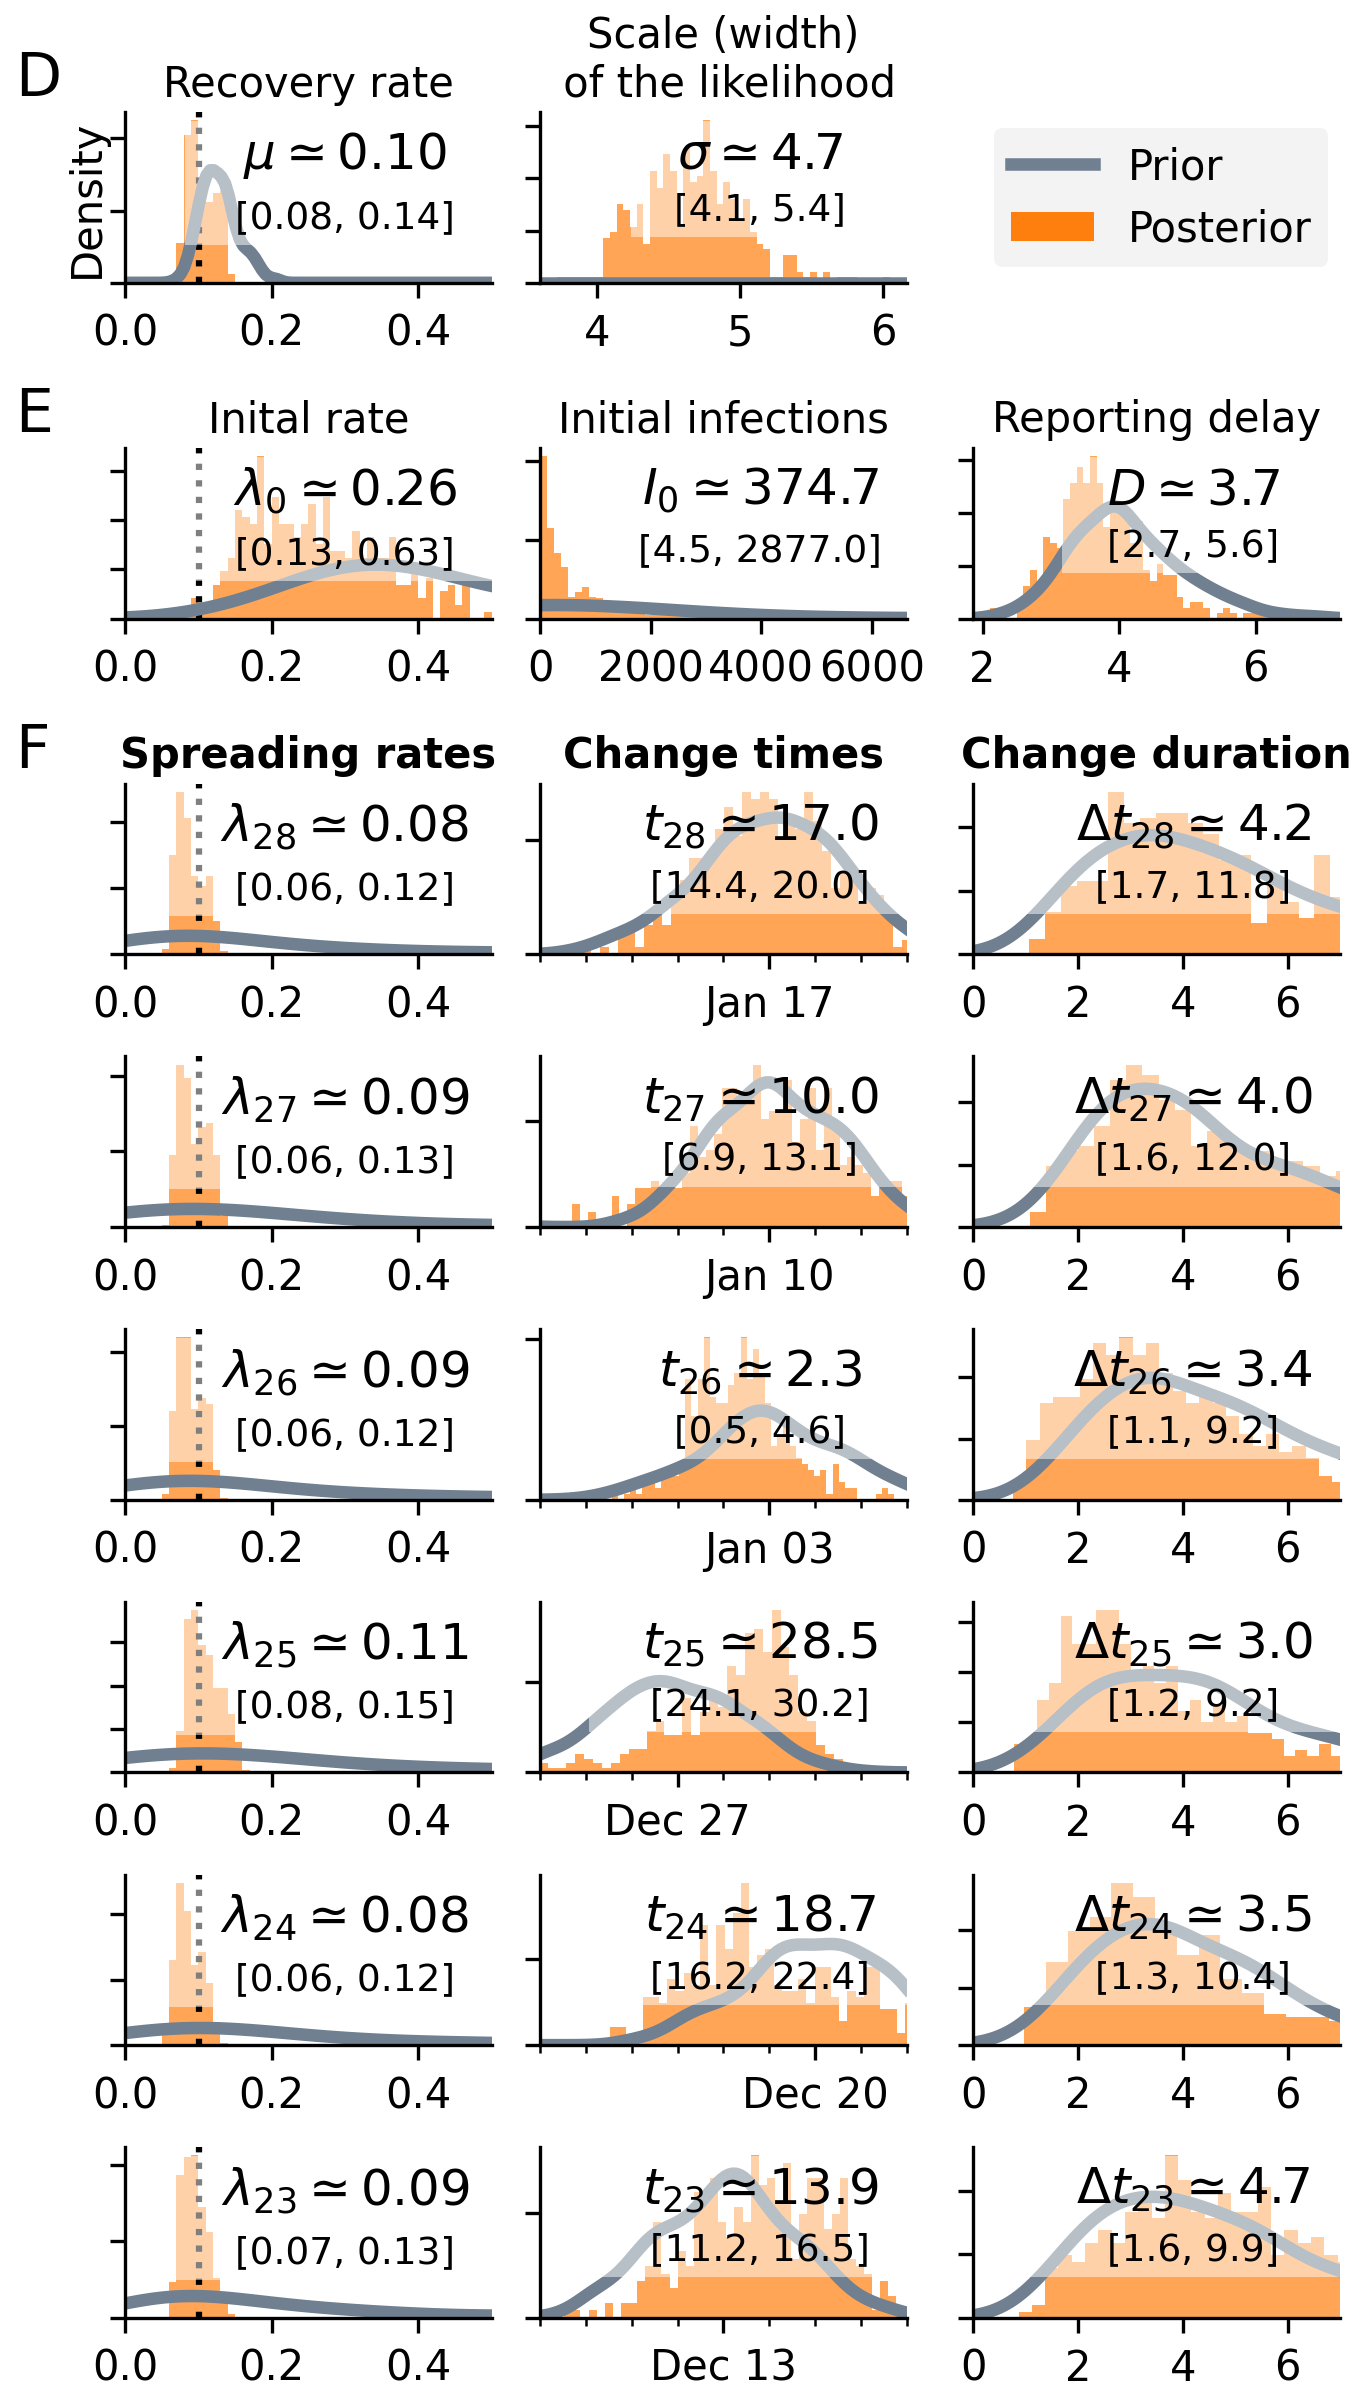 D
Recovery rate
Scale (width)
of the likelihood
Density
μ ≃ 0.10
[0.08, 0.14]
0.0 0.2 0.4
σ ≃ 4.7
[4.1, 5.4]
4 5 6
Prior
Posterior
E
Inital rate
λ₀ ≃ 0.26
[0.13, 0.63]
0.0 0.2 0.4
Initial infections
I₀ ≃ 374.7
[4.5, 2877.0]
0 2000 4000 6000
Reporting delay
D ≃ 3.7
[2.7, 5.6]
2 4 6
F
Spreading rates
Change times
Change duration
λ₂₈ ≃ 0.08
[0.06, 0.12]
0.0 0.2 0.4
t₂₈ ≃ 17.0
[14.4, 20.0]
Jan 17
Δt₂₈ ≃ 4.2
[1.7, 11.8]
0 2 4 6
λ₂₇ ≃ 0.09
[0.06, 0.13]
0.0 0.2 0.4
t₂₇ ≃ 10.0
[6.9, 13.1]
Jan 10
Δt₂₇ ≃ 4.0
[1.6, 12.0]
0 2 4 6
λ₂₆ ≃ 0.09
[0.06, 0.12]
0.0 0.2 0.4
t₂₆ ≃ 2.3
[0.5, 4.6]
Jan 03
Δt₂₆ ≃ 3.4
[1.1, 9.2]
0 2 4 6
λ₂₅ ≃ 0.11
[0.08, 0.15]
0.0 0.2 0.4
t₂₅ ≃ 28.5
[24.1, 30.2]
Dec 27
Δt₂₅ ≃ 3.0
[1.2, 9.2]
0 2 4 6
λ₂₄ ≃ 0.08
[0.06, 0.12]
0.0 0.2 0.4
t₂₄ ≃ 18.7
[16.2, 22.4]
Dec 20
Δt₂₄ ≃ 3.5
[1.3, 10.4]
0 2 4 6
λ₂₃ ≃ 0.09
[0.07, 0.13]
0.0 0.2 0.4
t₂₃ ≃ 13.9
[11.2, 16.5]
Dec 13
Δt₂₃ ≃ 4.7
[1.6, 9.9]
0 2 4 6